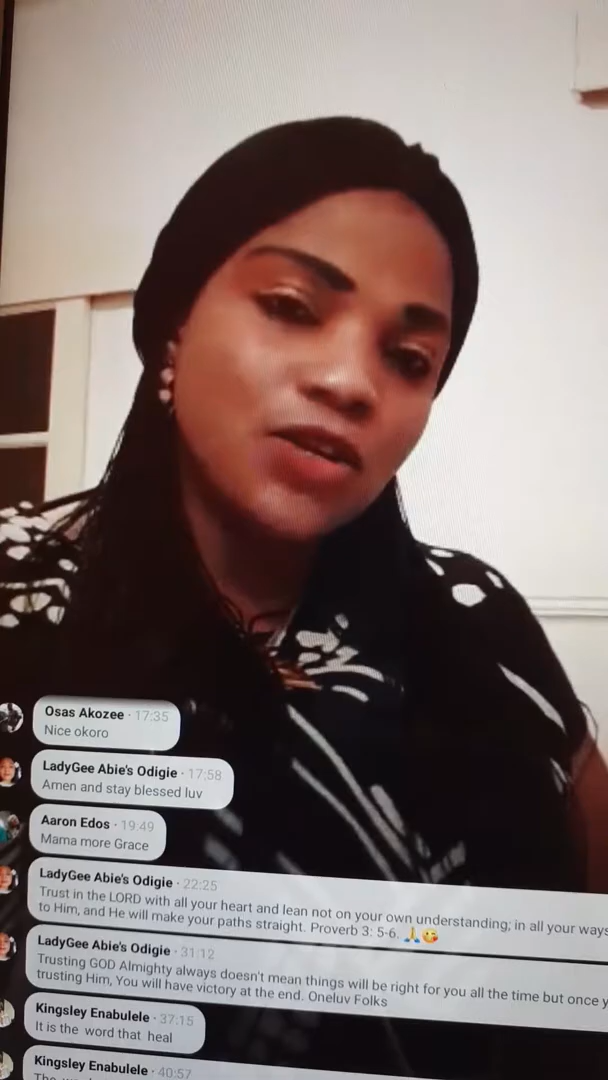 Osas Akozee · 17:35
Nice okoro
LadyGee Abie's Odigie · 17:58
Amen and stay blessed luv
Aaron Edos · 19:49
Mama more Grace
LadyGee Abie's Odigie · 22:25
Trust in the LORD with all your heart and lean not on your own understanding; in all your ways
to Him, and He will make your paths straight. Proverb 3: 5-6. 🙏😘
LadyGee Abie's Odigie · 31:12
Trusting GOD Almighty always doesn't mean things will be right for you all the time but once
trusting Him, You will have victory at the end. Oneluv Folks
Kingsley Enabulele · 37:15
It is the word that heal
Kingsley Enabulele · 40:57